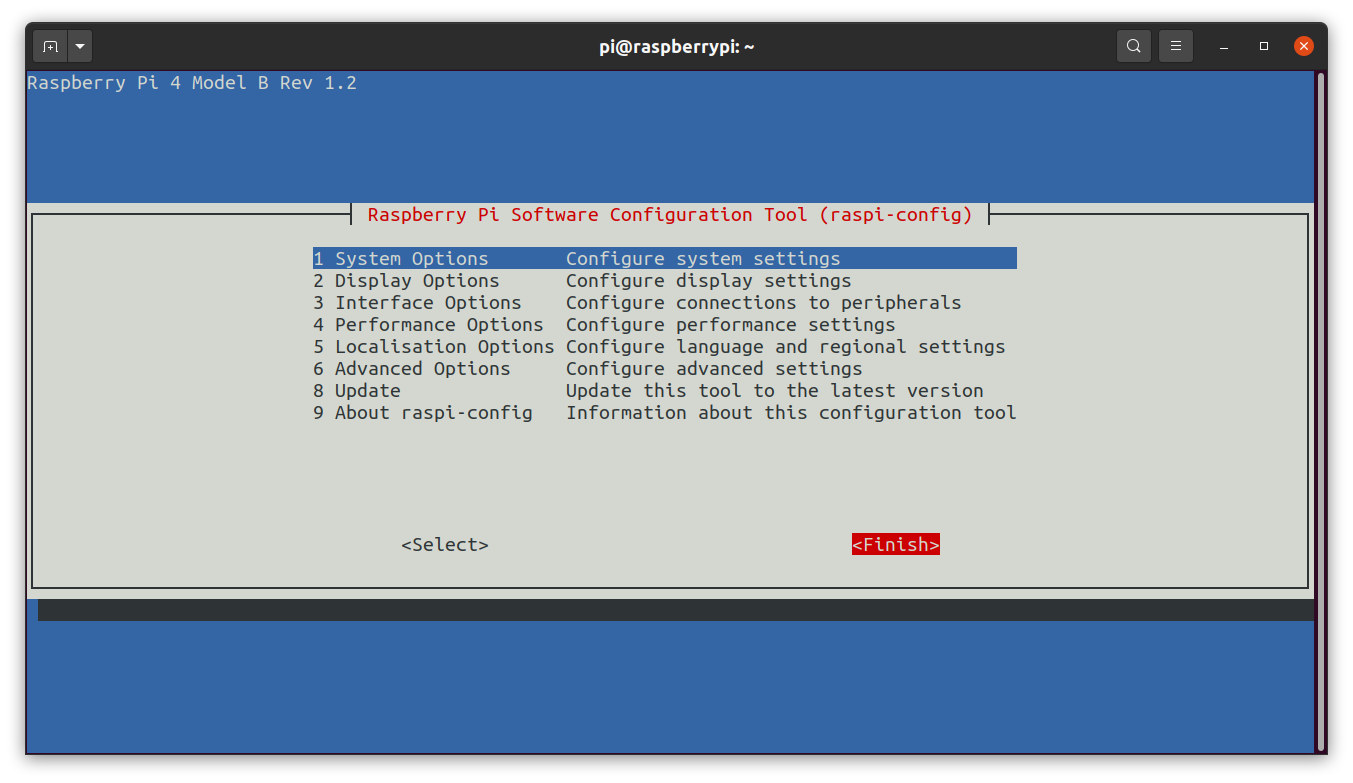 pi@raspberrypi: ~
Raspberry Pi 4 Model B Rev 1.2
Raspberry Pi Software Configuration Tool (raspi-config)
1 System Options Configure system settings
2 Display Options Configure display settings
3 Interface Options Configure connections to peripherals
4 Performance Options Configure performance settings
5 Localisation Options Configure language and regional settings
6 Advanced Options Configure advanced settings
8 Update Update this tool to the latest version
9 About raspi-config Information about this configuration tool
<Select> <Finish>